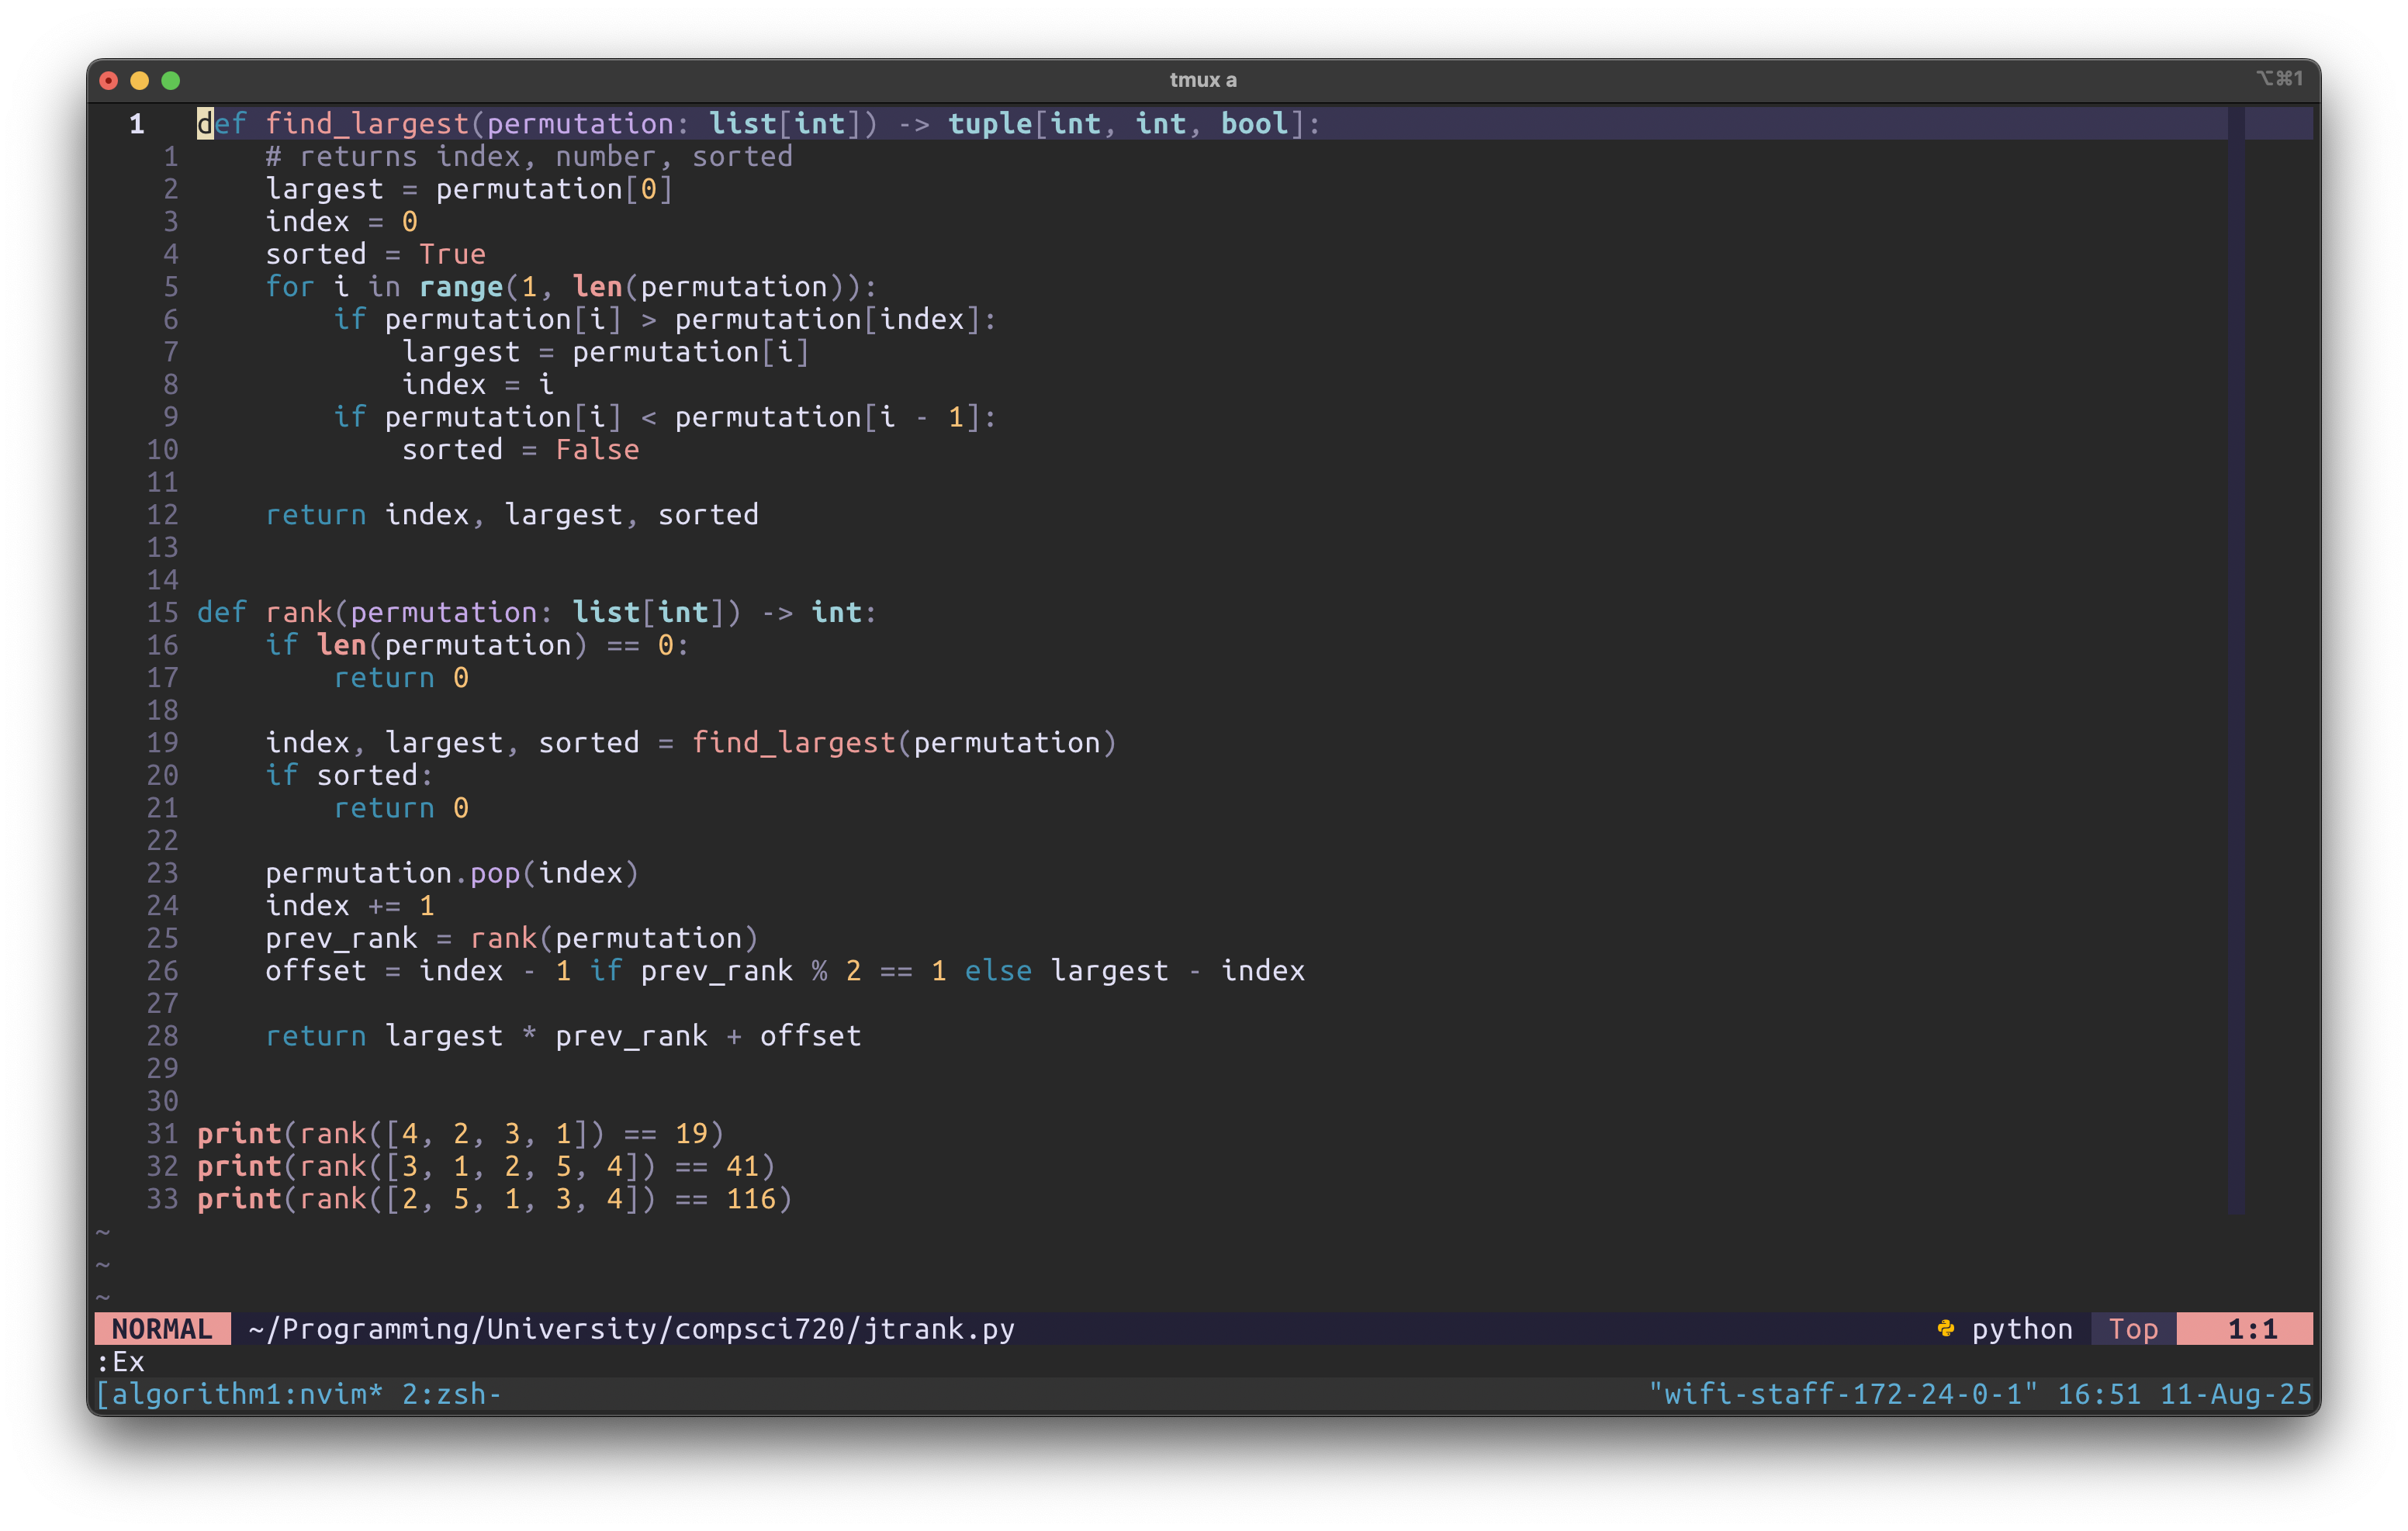 tmux a
⌥⌘1
1 def find_largest(permutation: list[int]) -> tuple[int, int, bool]:
1     # returns index, number, sorted
2     largest = permutation[0]
3     index = 0
4     sorted = True
5     for i in range(1, len(permutation)):
6         if permutation[i] > permutation[index]:
7             largest = permutation[i]
8             index = i
9         if permutation[i] < permutation[i - 1]:
10             sorted = False
11
12     return index, largest, sorted
13
14
15 def rank(permutation: list[int]) -> int:
16     if len(permutation) == 0:
17         return 0
18
19     index, largest, sorted = find_largest(permutation)
20     if sorted:
21         return 0
22
23     permutation.pop(index)
24     index += 1
25     prev_rank = rank(permutation)
26     offset = index - 1 if prev_rank % 2 == 1 else largest - index
27
28     return largest * prev_rank + offset
29
30
31 print(rank([4, 2, 3, 1]) == 19)
32 print(rank([3, 1, 2, 5, 4]) == 41)
33 print(rank([2, 5, 1, 3, 4]) == 116)
~
~
~
NORMAL ~/Programming/University/compsci720/jtrank.py python Top 1:1
:Ex
[algorithm1:nvim* 2:zsh- "wifi-staff-172-24-0-1" 16:51 11-Aug-25